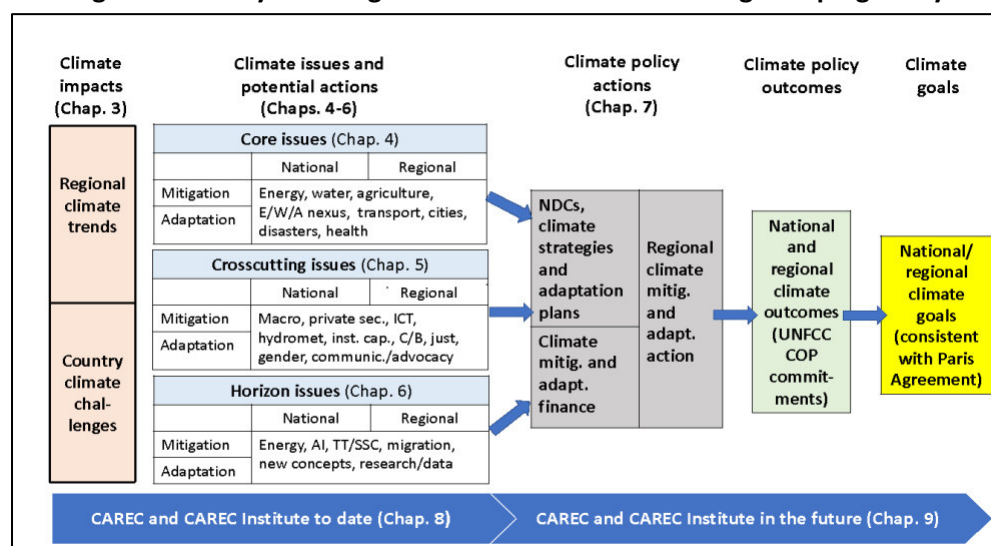 Climate
impacts
(Chap. 3)
Climate issues and
potential actions
(Chaps. 4-6)
Climate policy
actions
(Chap. 7)
Climate policy
outcomes
Climate
goals
Regional
climate
trends
Country
climate
chal-
lenges
Core issues (Chap. 4)
National Regional
Mitigation
Adaptation
Energy, water, agriculture,
E/W/A nexus, transport, cities,
disasters, health
Crosscutting issues (Chap. 5)
National Regional
Mitigation
Adaptation
Macro, private sec., ICT,
hydromet, inst. cap., C/B, just,
gender, communic./advocacy
Horizon issues (Chap. 6)
National Regional
Mitigation
Adaptation
Energy, AI, TT/SSC, migration,
new concepts, research/data
NDCs,
climate
strategies
and
adaptation
plans
Climate
mitig. and
adapt.
finance
Regional
climate
mitig.
and
adapt.
action
National
and
regional
climate
outcomes
(UNFCC
COP
commit-
ments)
National/
regional
climate
goals
(consistent
with Paris
Agreement)
CAREC and CAREC Institute to date (Chap. 8)
CAREC and CAREC Institute in the future (Chap. 9)